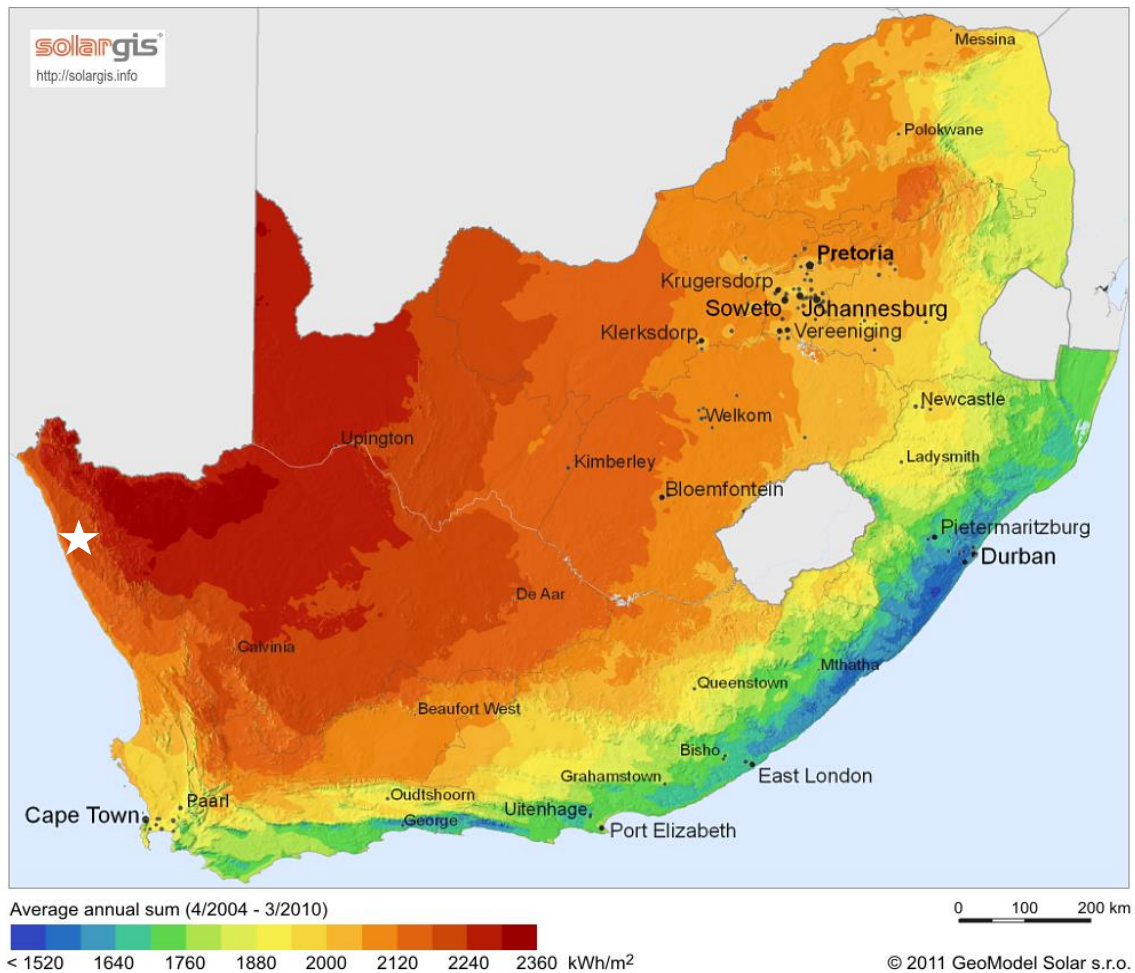 solargis
http://solargis.info
Messina
Polokwane
Pretoria
Krugersdorp
Soweto
Johannesburg
Klerksdorp
Vereeniging
Newcastle
Welkom
Upington
Kimberley
Ladysmith
Bloemfontein
Pietermaritzburg
Durban
De Aar
Calvinia
Mthatha
Queenstown
Beaufort West
Bisho
East London
Grahamstown
Oudtshoorn
Paarl
Uitenhage
Cape Town
George
Port Elizabeth
Average annual sum (4/2004 - 3/2010)
0 100 200 km
< 1520 1640 1760 1880 2000 2120 2240 2360 kWh/m2
© 2011 GeoModel Solar s.r.o.